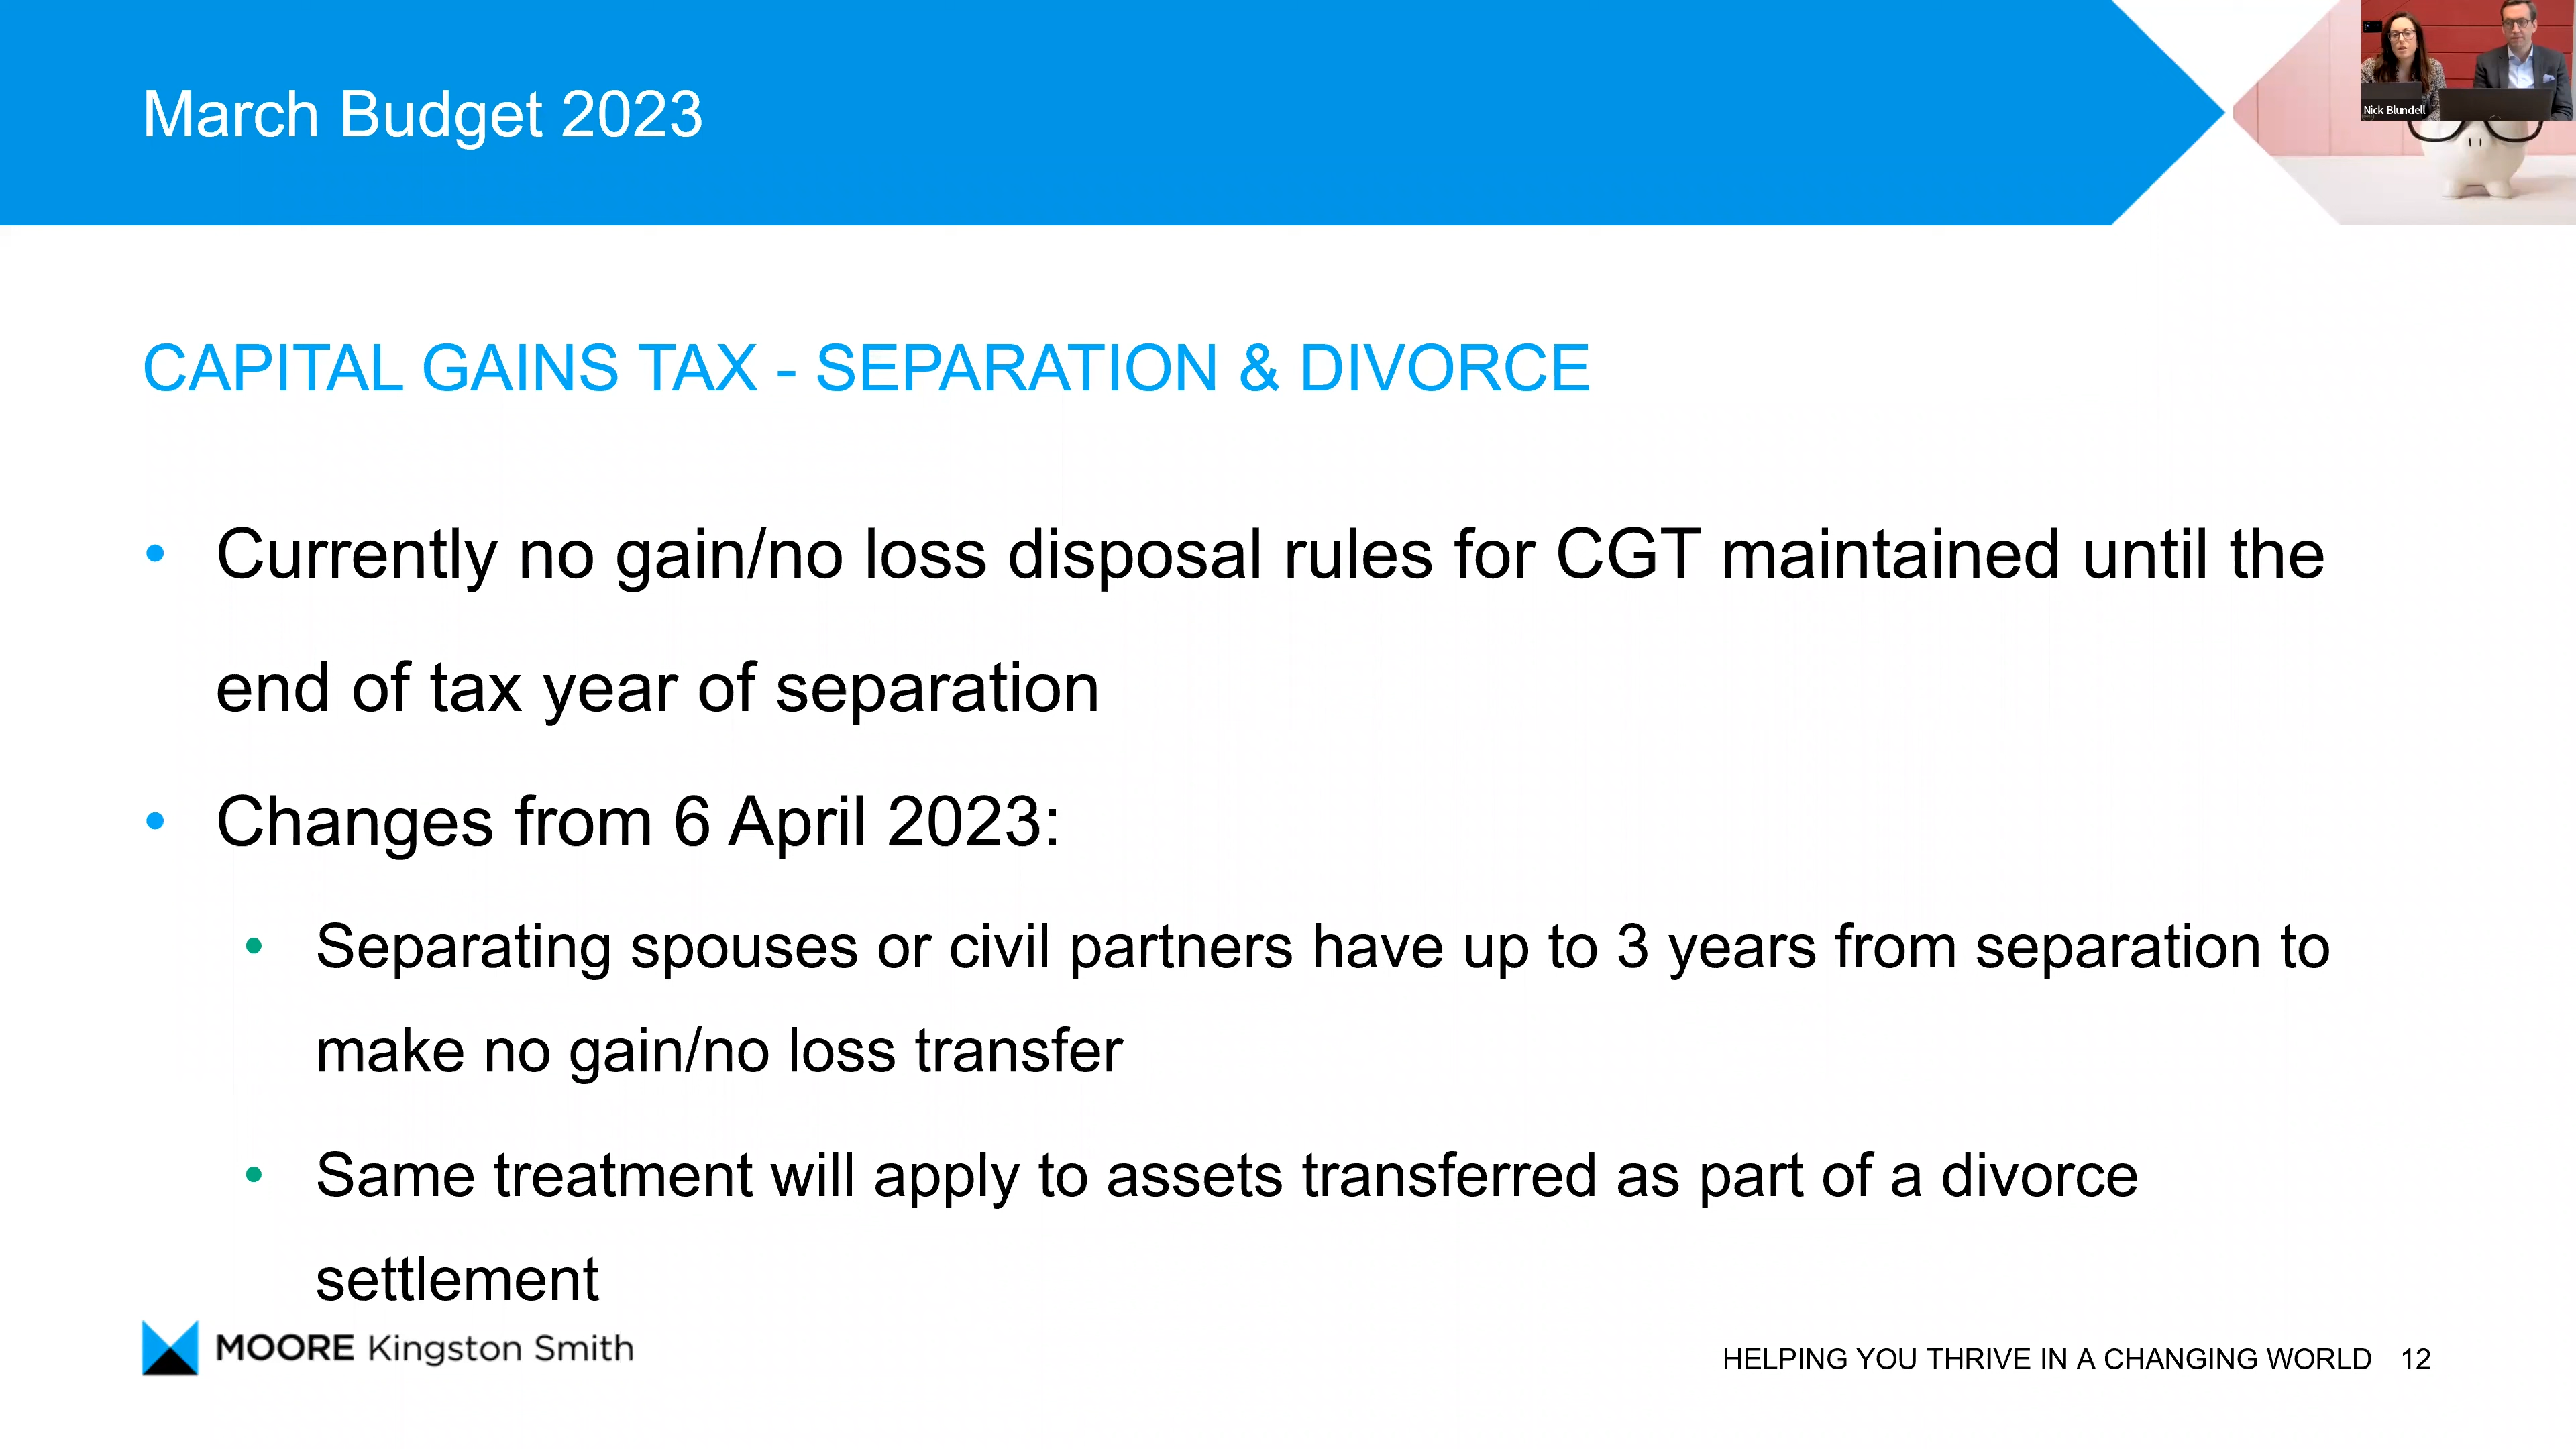 March Budget 2023
Nick Blundell
CAPITAL GAINS TAX - SEPARATION & DIVORCE
• Currently no gain/no loss disposal rules for CGT maintained until the
end of tax year of separation
• Changes from 6 April 2023:
• Separating spouses or civil partners have up to 3 years from separation to
make no gain/no loss transfer
• Same treatment will apply to assets transferred as part of a divorce
settlement
MOORE Kingston Smith
HELPING YOU THRIVE IN A CHANGING WORLD 12